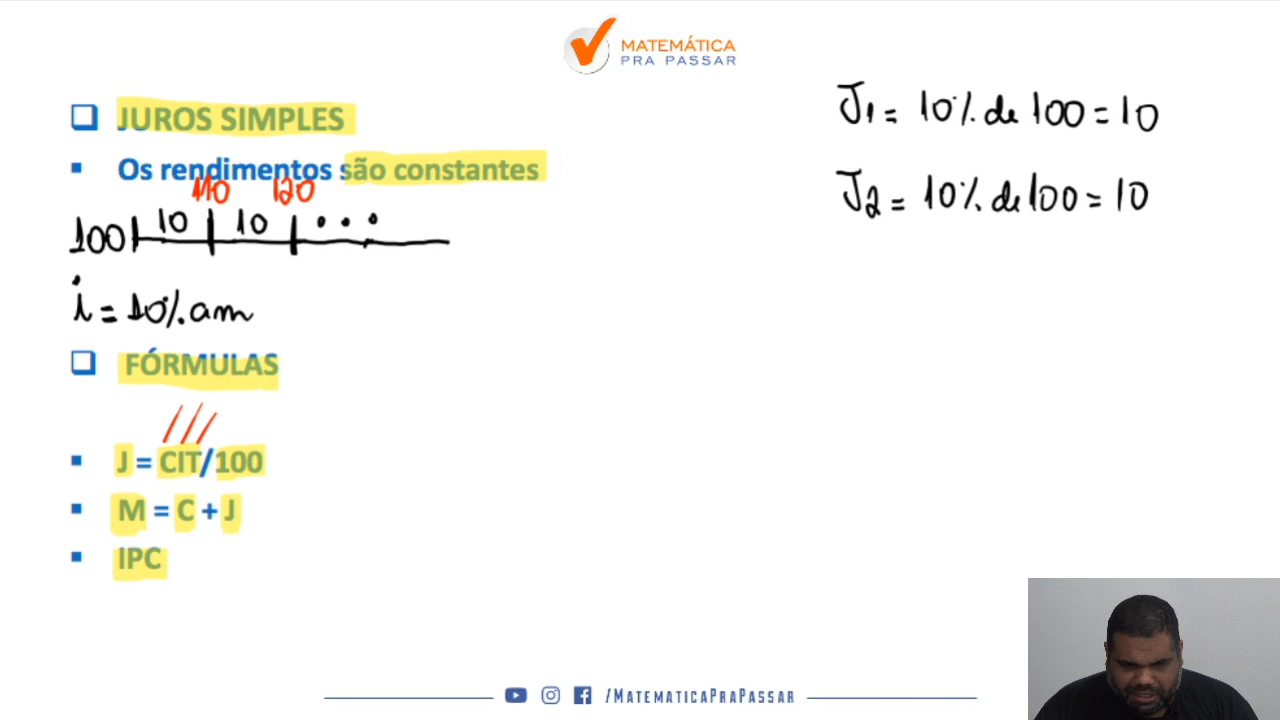 MATEMÁTICA
PRA PASSAR
JUROS SIMPLES
Os rendimentos são constantes
110 120
100 10 10 ...
i = 10% am
FÓRMULAS
J = CIT/100
M = C + J
IPC
J1 = 10% de 100 = 10
J2 = 10% de 100 = 10
/MATEMATICAPRAPASSAR